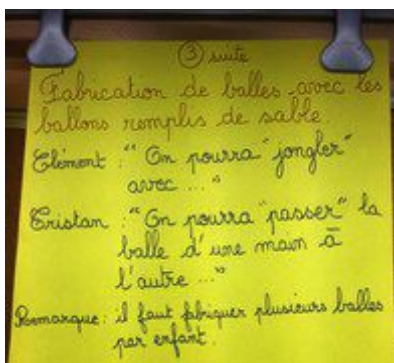 ③ suite
Fabrication de balles avec les
ballons remplis de sable.
Clément : "On pourra "jongler"
avec ..."
Tristan : "On pourra "passer" la
balle d'une main à
l'autre ..."
Remarque : il faut fabriquer plusieurs balles
par enfant.